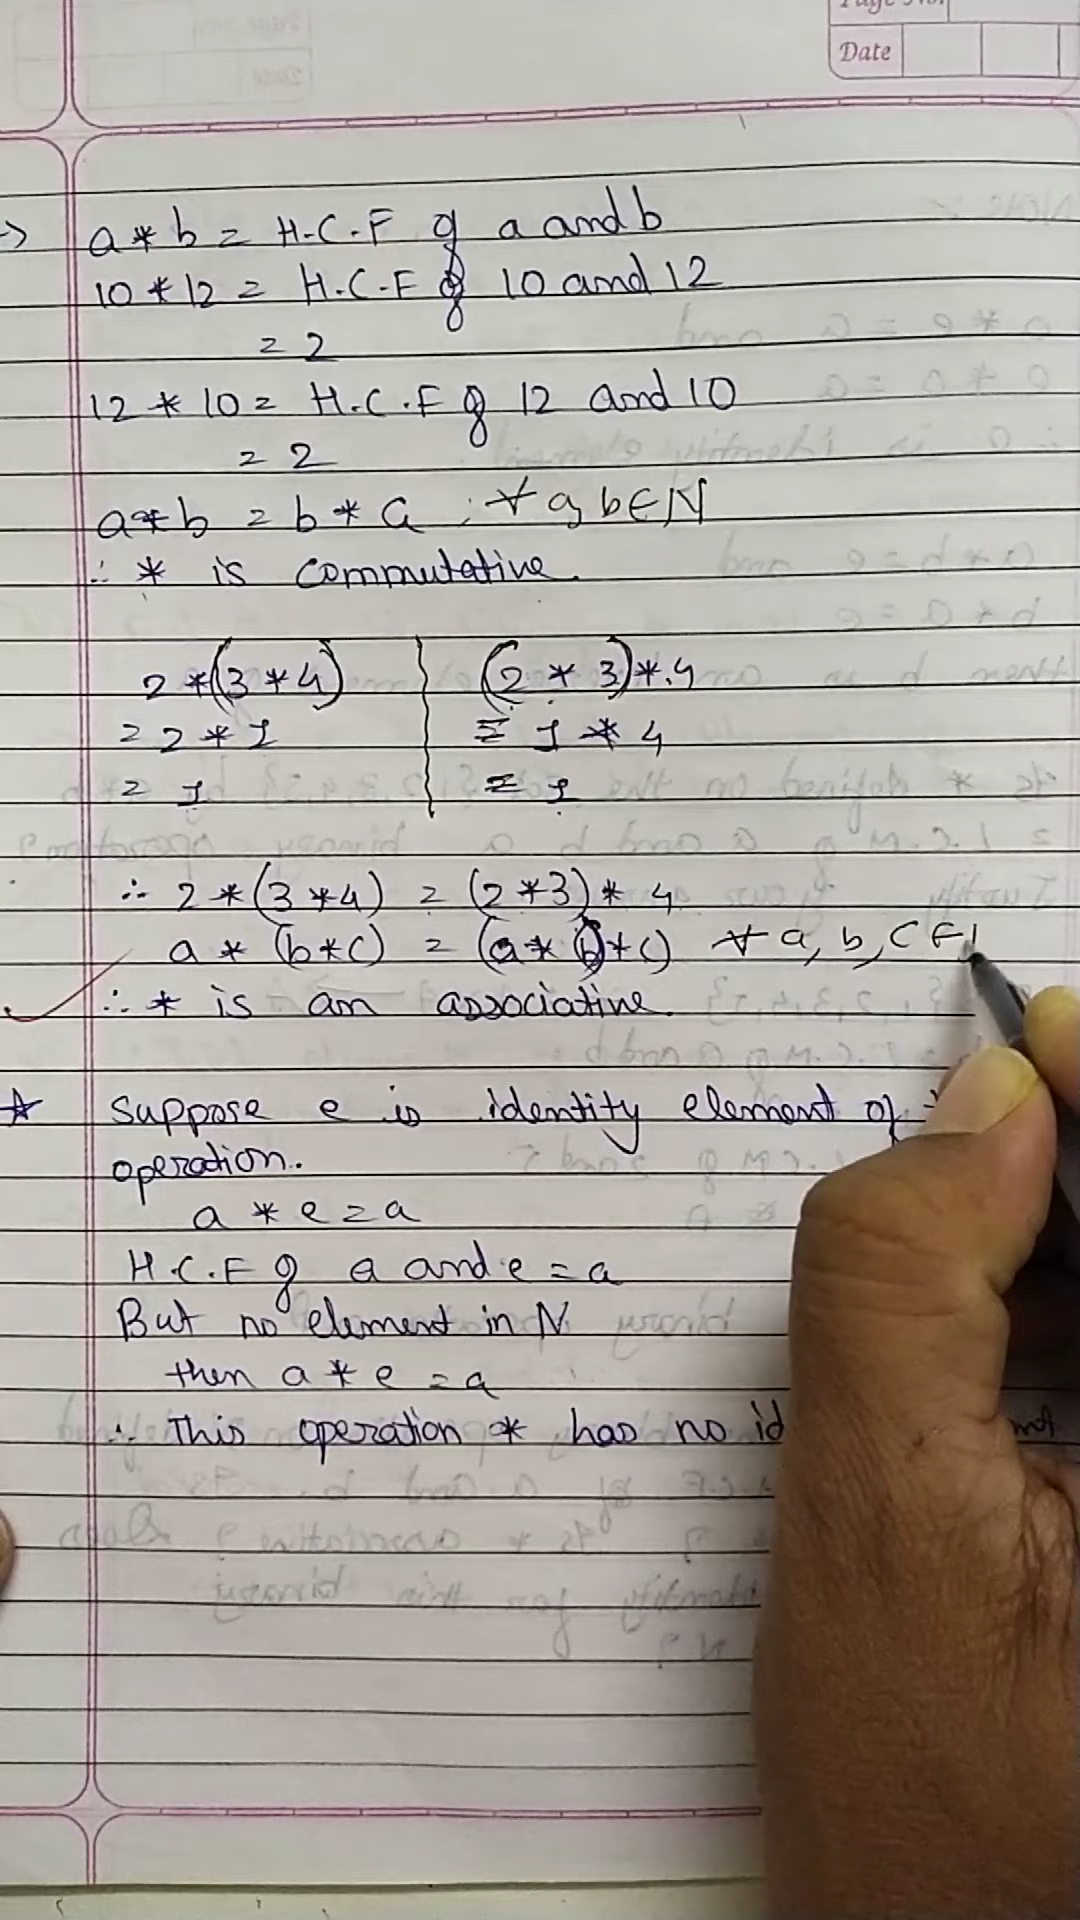 Date
-> a * b = H.C.F of a and b
10 * 12 = H.C.F of 10 and 12
= 2
12 * 10 = H.C.F of 12 and 10
= 2
a * b = b * a ; ∀ a, b ∈ N
∴ * is commutative.
2 * (3 * 4) | (2 * 3) * 4
= 2 * 1 | = 1 * 4
= 1 | = 1
∴ 2 * (3 * 4) = (2 * 3) * 4
a * (b * c) = (a * b) * c) ∀ a, b, c ∈
∴ * is an associative.
☆ Suppose e is identity element of
operation.
a * e = a
H.C.F of a and e = a
But no element in N
then a * e = a
∴ This operation * has no